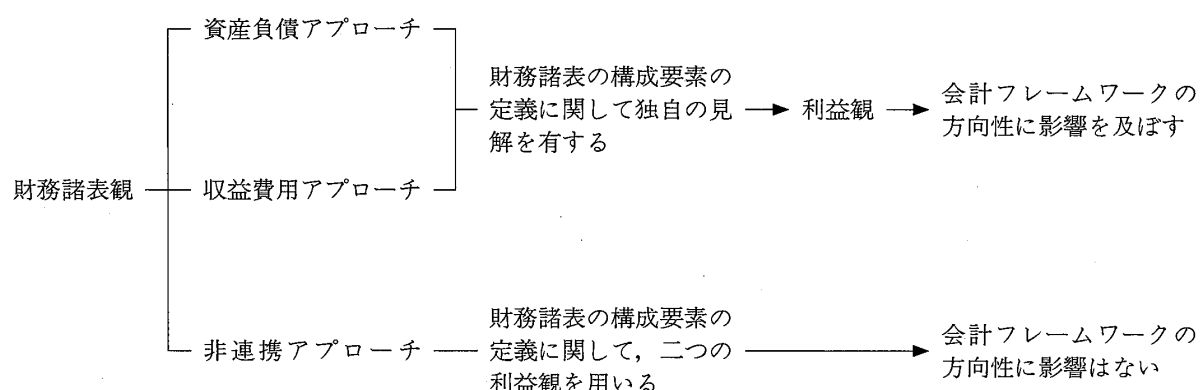 資産負債アプローチ
財務諸表の構成要素の
定義に関して独自の見
解を有する
利益観
会計フレームワークの
方向性に影響を及ぼす
財務諸表観
収益費用アプローチ
非連携アプローチ
財務諸表の構成要素の
定義に関して，二つの
利益観を用いる
会計フレームワークの
方向性に影響はない